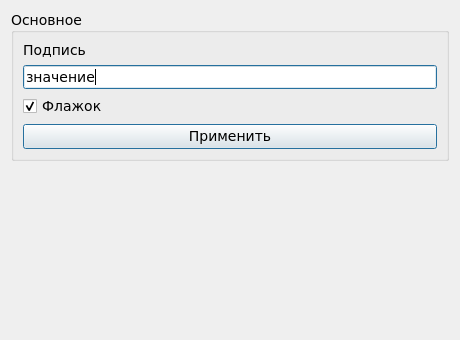 Основное
Подпись
значение
Флажок
Применить